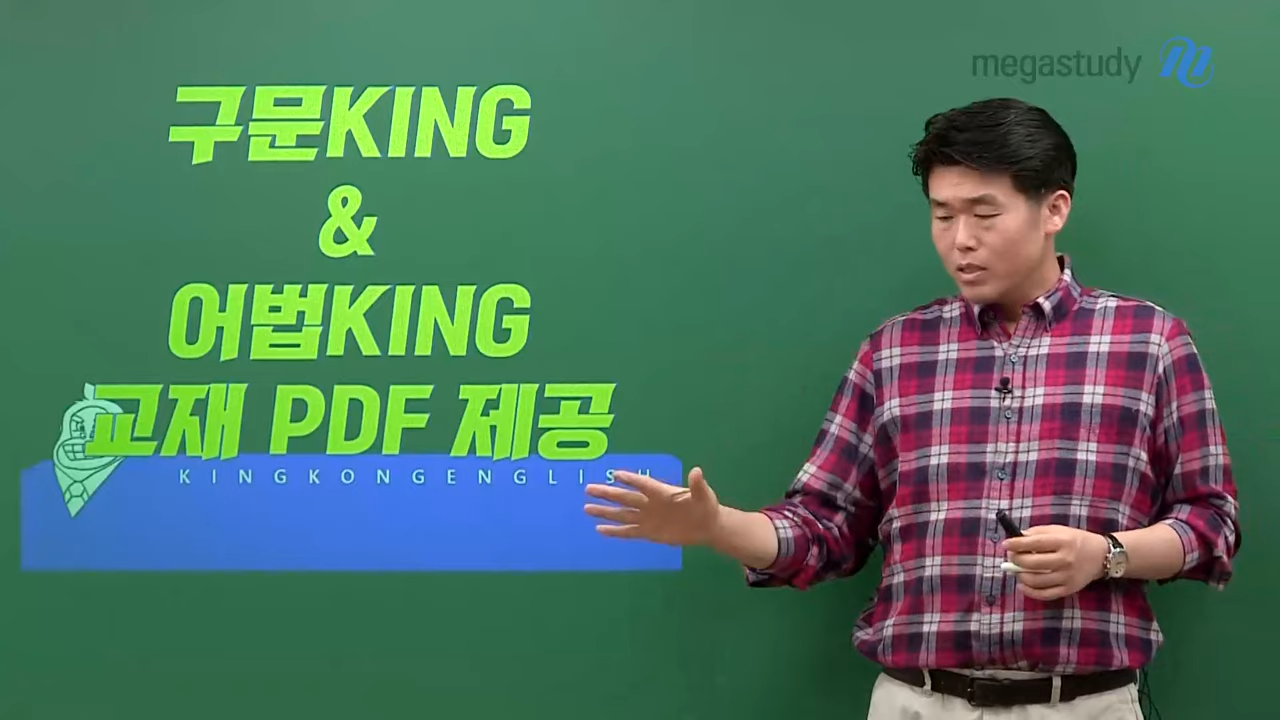 megastudy
구문KING
&
어법KING
교재 PDF 제공
KINGKONGENGLISH